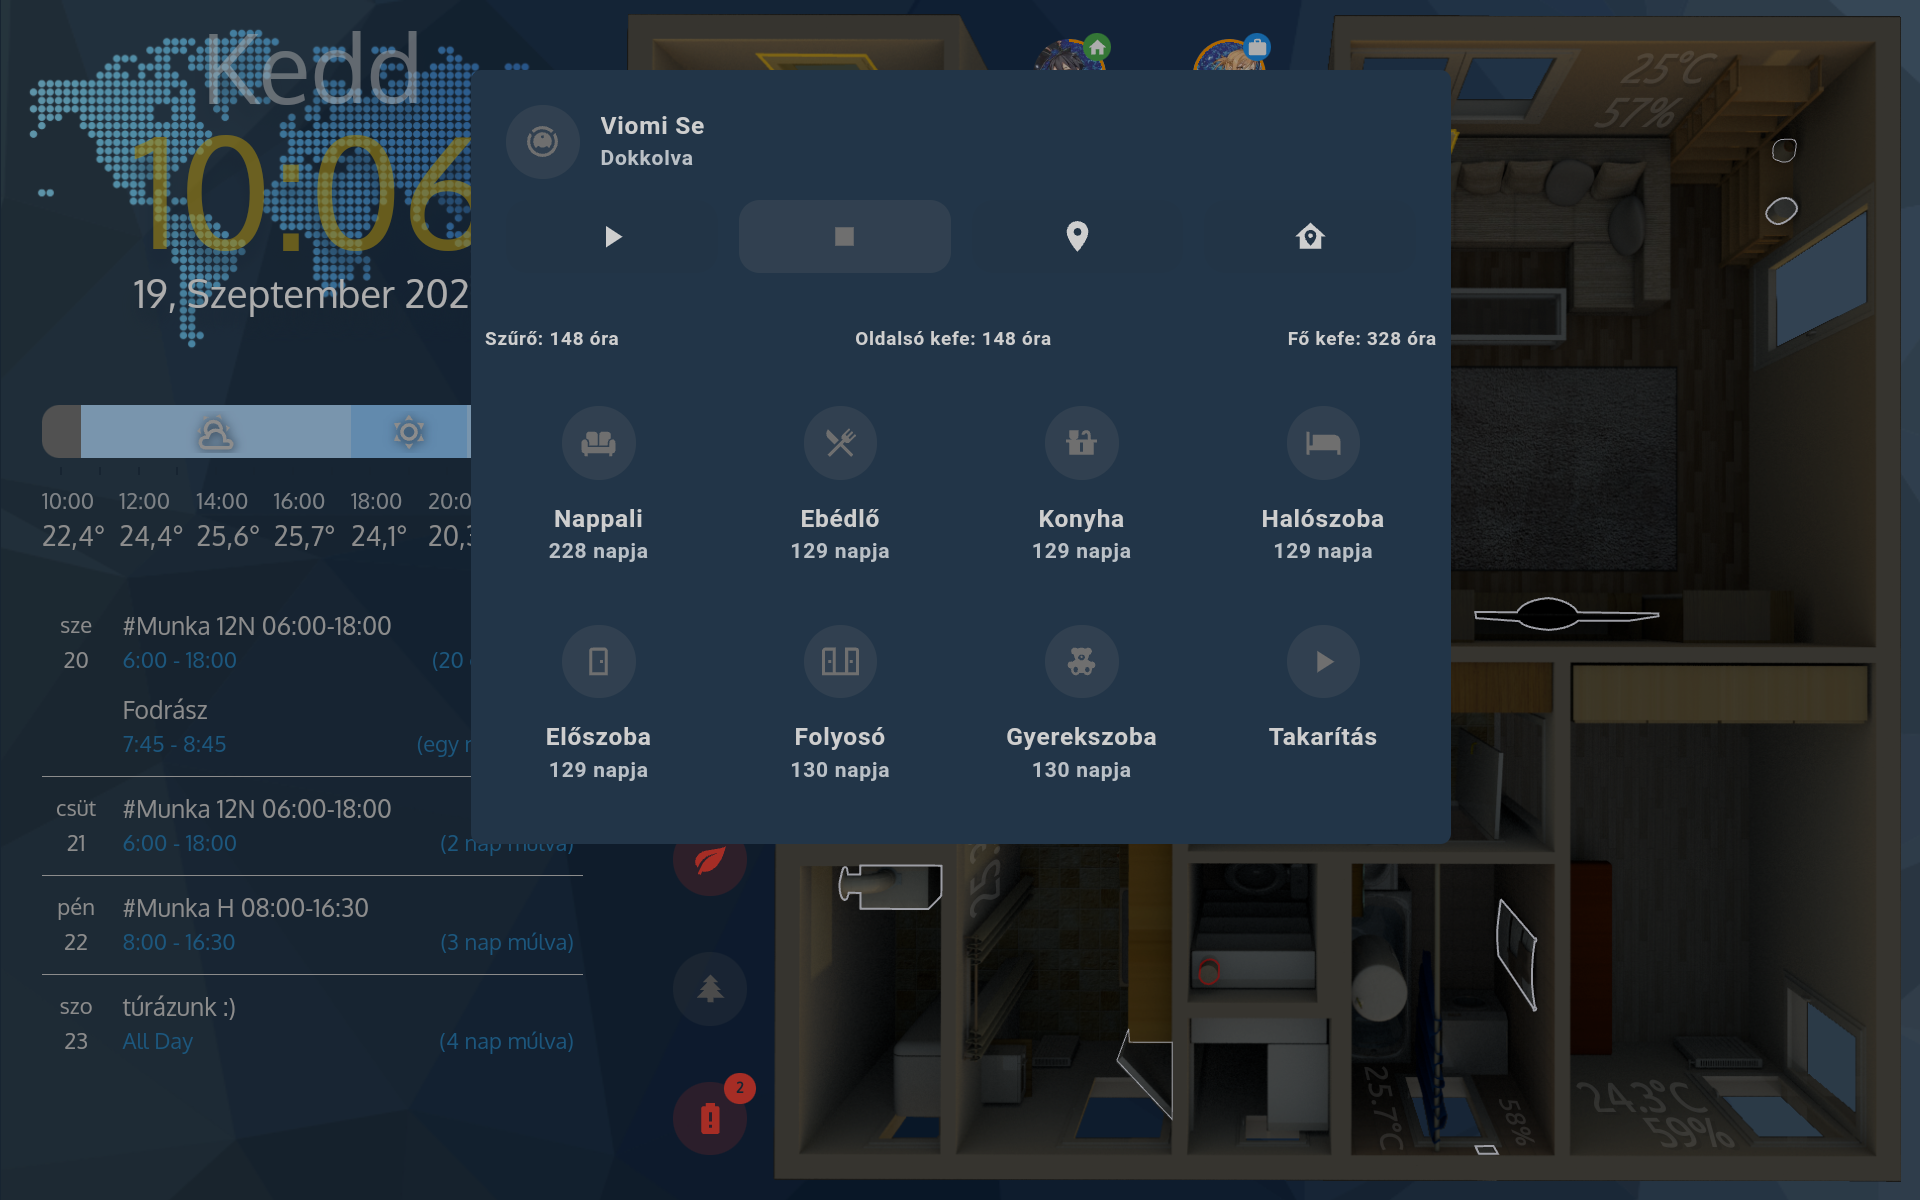 Kedd
10:06
19, Szeptember 202
10:00 12:00 14:00 16:00 18:00 20:0
22,4° 24,4° 25,6° 25,7° 24,1° 20,3
sze
20
#Munka 12N 06:00-18:00
6:00 - 18:00 (20
Fodrász
7:45 - 8:45 (egy
csüt
21
#Munka 12N 06:00-18:00
6:00 - 18:00 (2 nap múlva)
pén
22
#Munka H 08:00-16:30
8:00 - 16:30 (3 nap múlva)
szo
23
túrázunk :)
All Day (4 nap múlva)
Viomi Se
Dokkolva
Szűrő: 148 óra
Oldalsó kefe: 148 óra
Fő kefe: 328 óra
Nappali
228 napja
Ebédlő
129 napja
Konyha
129 napja
Halószoba
129 napja
Előszoba
129 napja
Folyosó
130 napja
Gyerekszoba
130 napja
Takarítás
2
25°C
57%
25.7°C
58%
24.3°C
59%